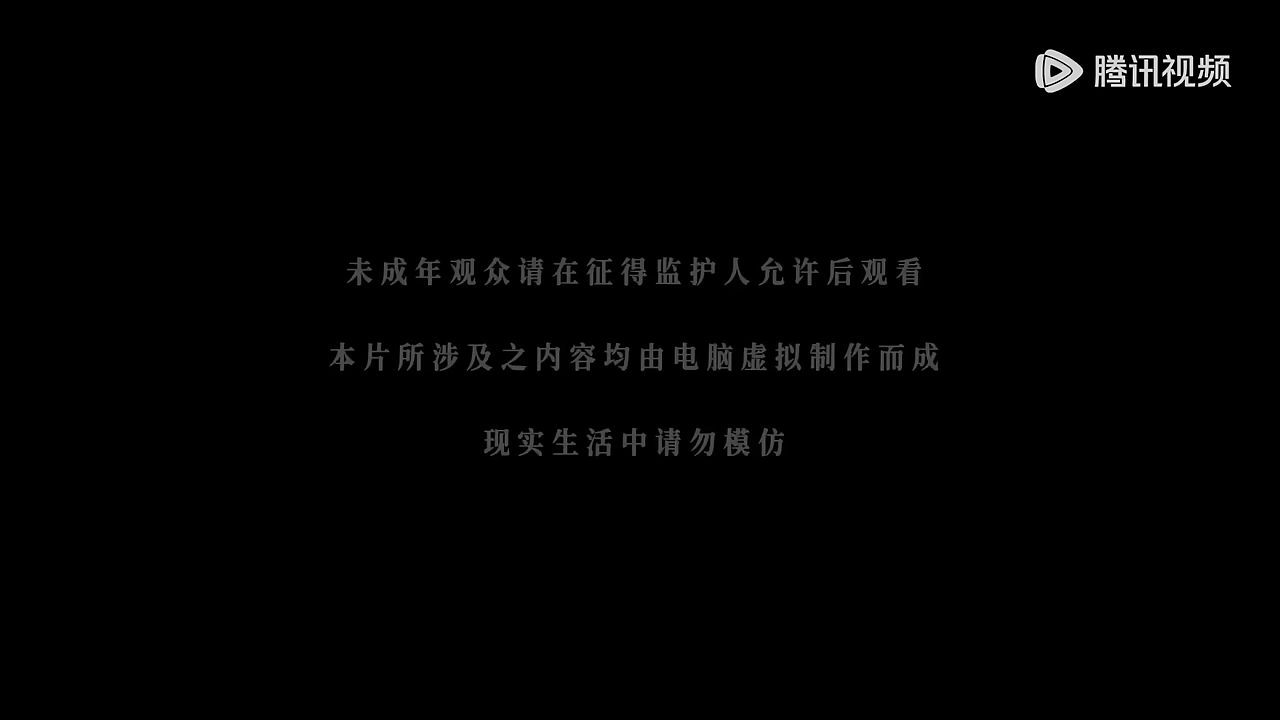 腾讯视频
未成年观众请在征得监护人允许后观看
本片所涉及之内容均由电脑虚拟制作而成
现实生活中请勿模仿